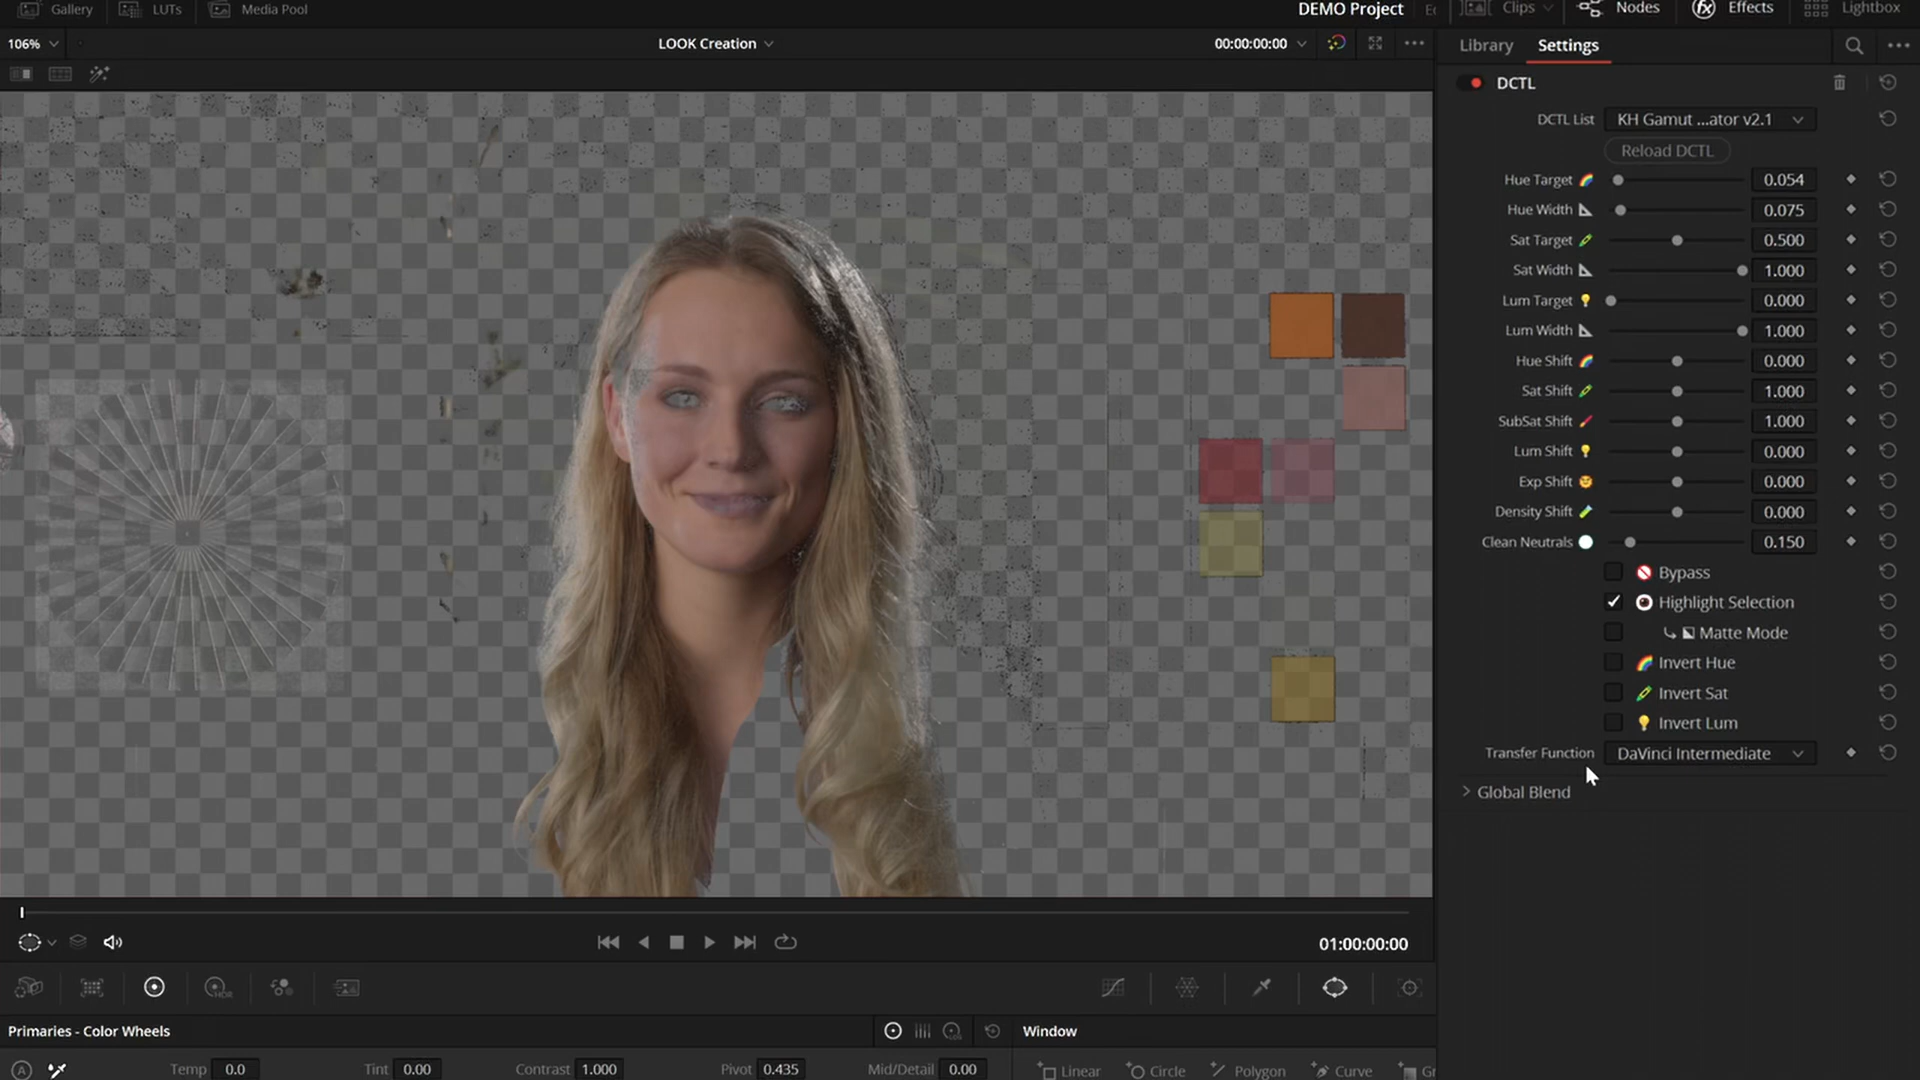 Gallery LUTs Media Pool DEMO Project Clips Nodes Effects Lightbox
106% LOOK Creation 00:00:00:00 Library Settings
DCTL
DCTL List KH Gamut ...ator v2.1
Reload DCTL
Hue Target 0.054
Hue Width 0.075
Sat Target 0.500
Sat Width 1.000
Lum Target 0.000
Lum Width 1.000
Hue Shift 0.000
Sat Shift 1.000
SubSat Shift 1.000
Lum Shift 0.000
Exp Shift 0.000
Density Shift 0.000
Clean Neutrals 0.150
Bypass
Highlight Selection
Matte Mode
Invert Hue
Invert Sat
Invert Lum
Transfer Function DaVinci Intermediate
Global Blend
01:00:00:00
HDR
Primaries - Color Wheels Window
A Temp 0.0 Tint 0.00 Contrast 1.000 Pivot 0.435 Mid/Detail 0.00 Linear Circle Polygon Curve